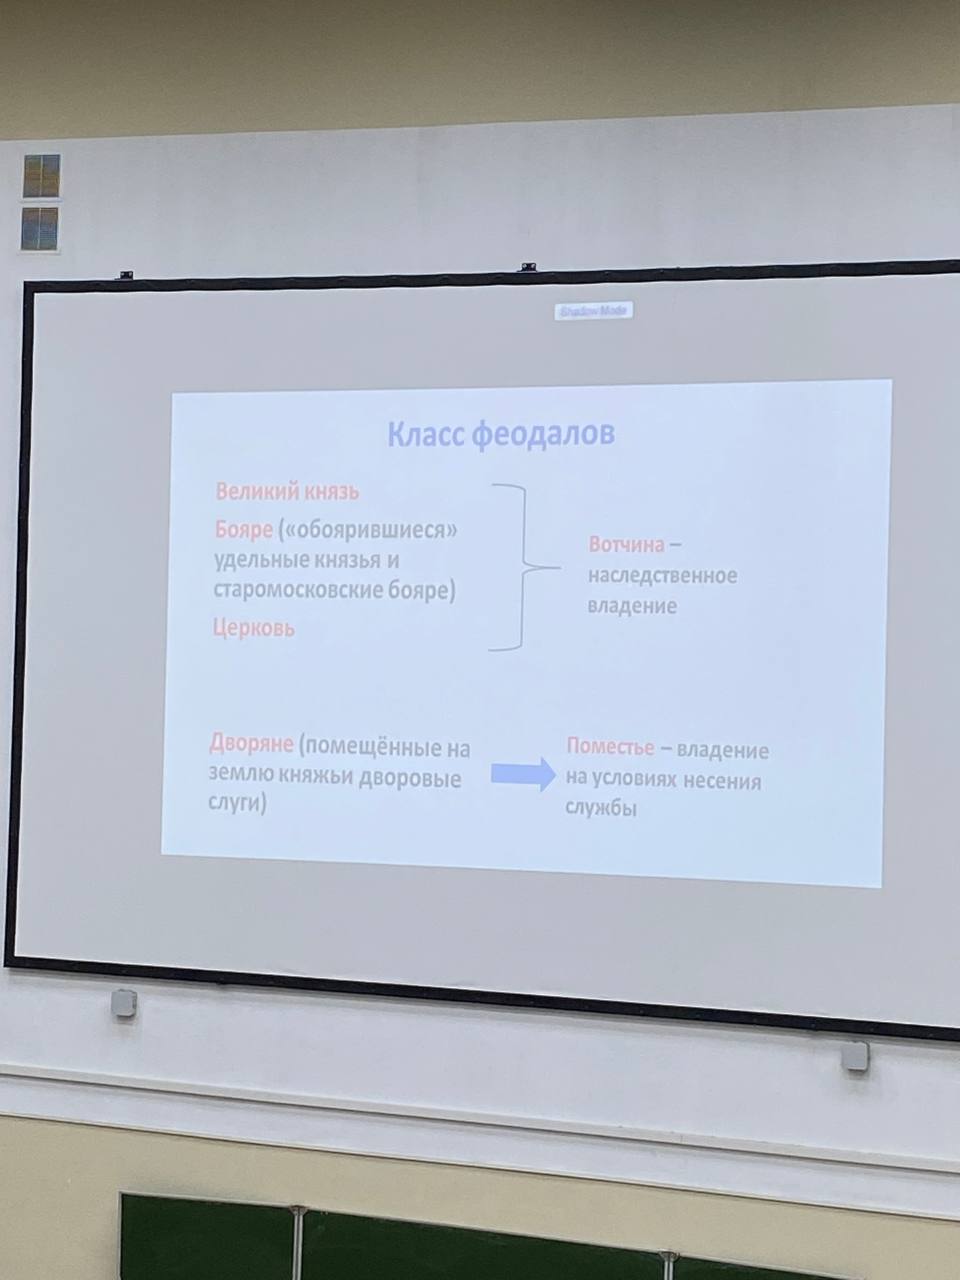 Shadow Mode
Класс феодалов
Великий князь
Бояре («обоярившиеся»
удельные князья и
старомосковские бояре)
Церковь
Вотчина –
наследственное
владение
Дворяне (помещённые на
землю княжьи дворовые
слуги)
Поместье – владение
на условиях несения
службы